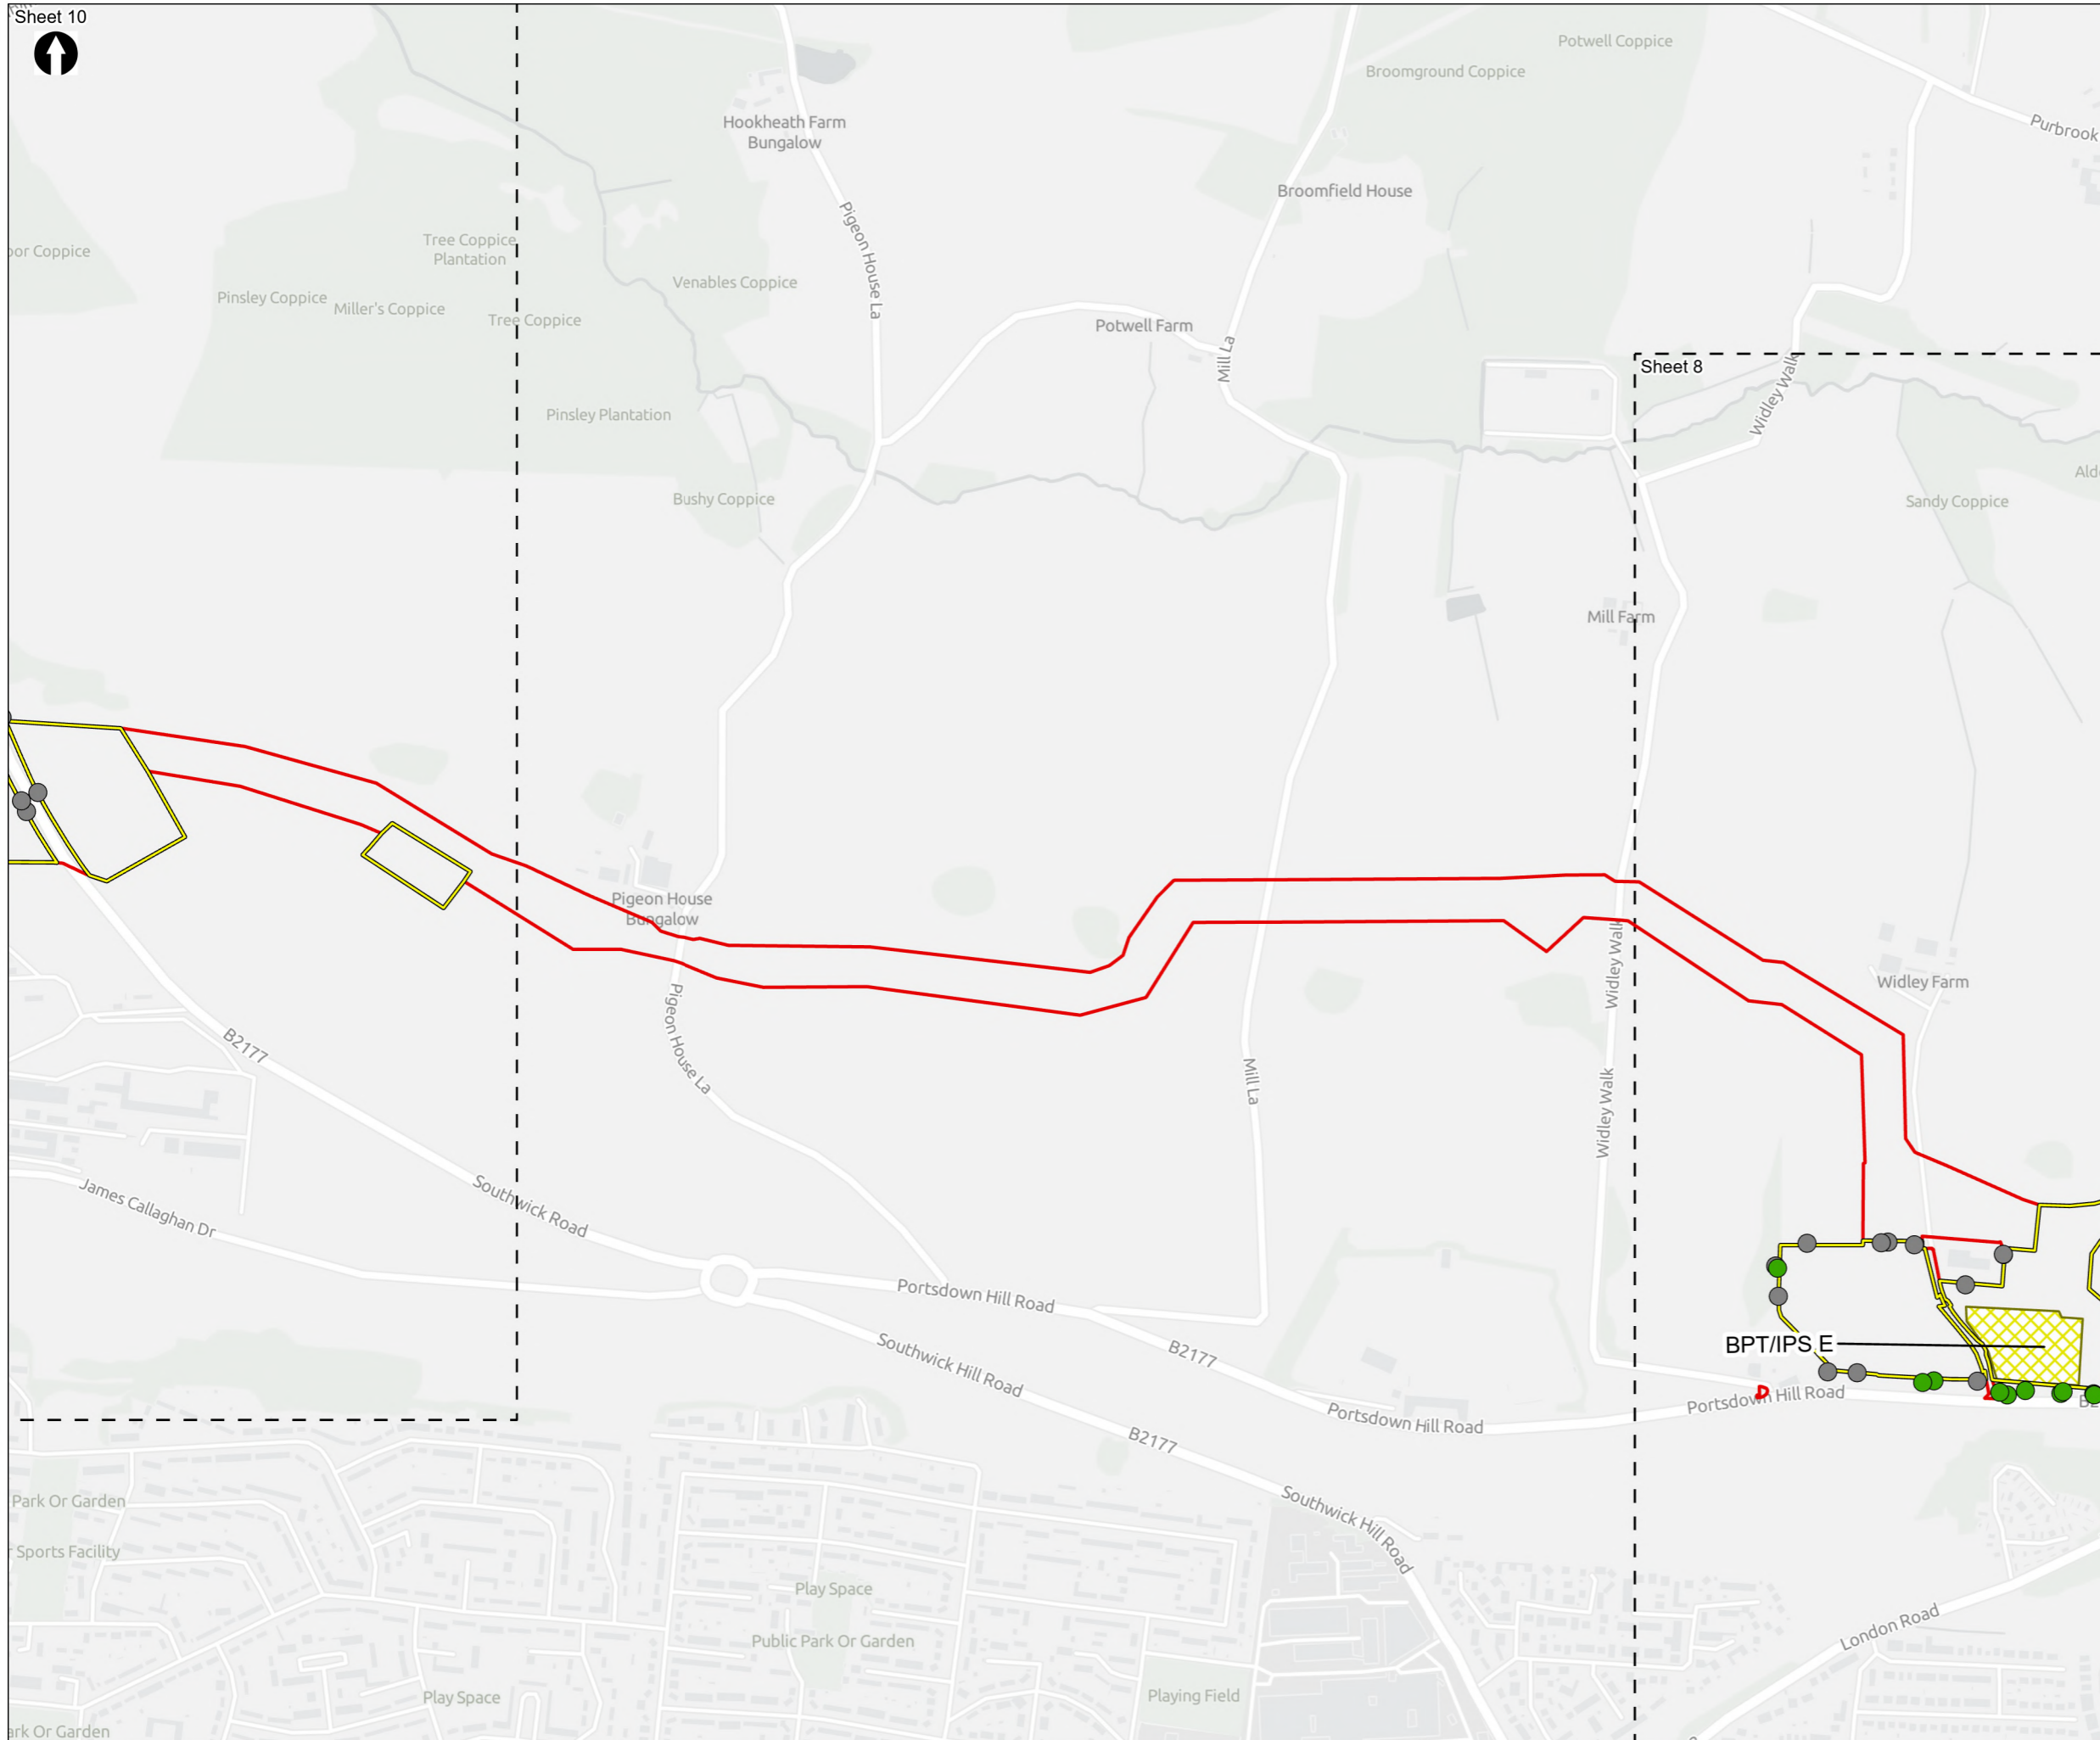 Sheet 10
Potwell Coppice
Broomground Coppice
Hookheath Farm
Bungalow
Purbrook
Broomfield House
Pigeon House La
Tree Coppice
Plantation
Coppice
Venables Coppice
Pinsley Coppice
Miller's Coppice
Tree Coppice
Potwell Farm
Mill La
Sheet 8
Widley Walk
Pinsley Plantation
Bushy Coppice
Sandy Coppice
Mill Farm
Pigeon House
Bungalow
Widley Walk
Widley Farm
Pigeon House La
B2177
Mill La
Widley Walk
James Callaghan Dr
Southwick Road
Portsdown Hill Road
BPT/IPS E
B2177
Southwick Hill Road
Portsdown Hill Road
Portsdown Hill Road
B2177
Southwick Hill Road
Park Or Garden
Sports Facility
Play Space
London Road
Public Park Or Garden
Play Space
Playing Field
Or Garden